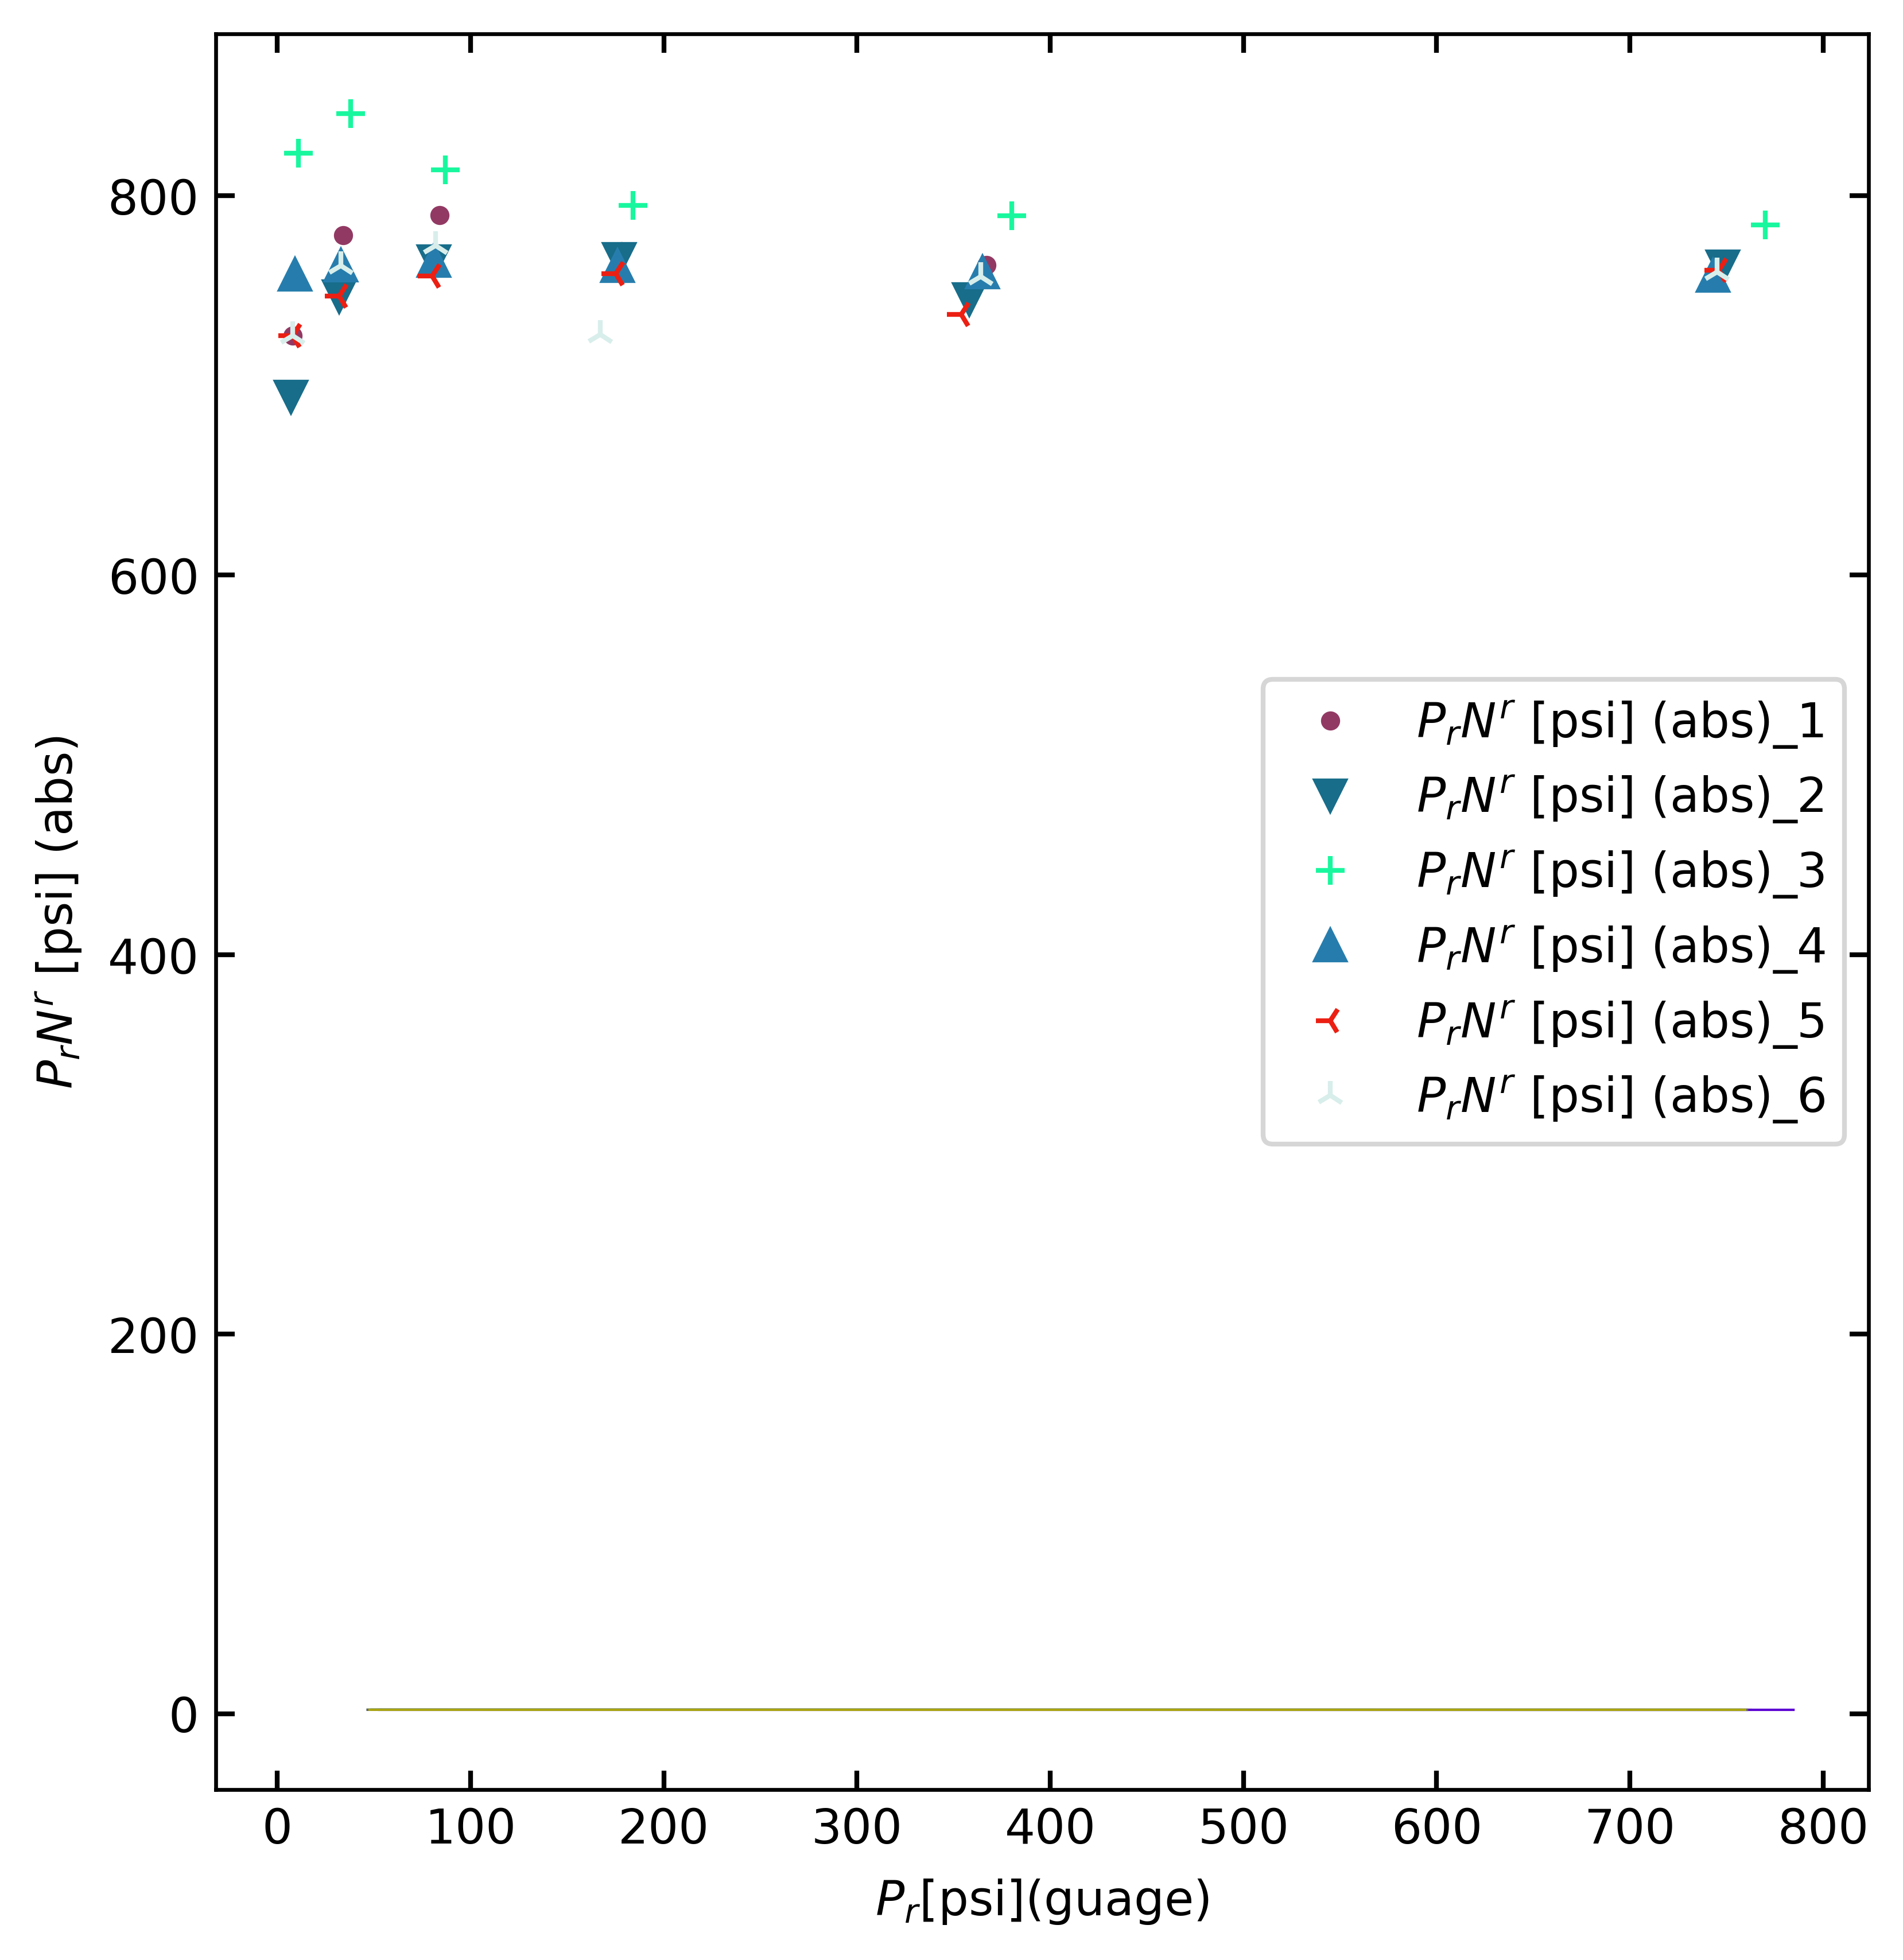 800
600
400
200
0
P_rN^r [psi] (abs)
P_rN^r [psi] (abs)_1
P_rN^r [psi] (abs)_2
P_rN^r [psi] (abs)_3
P_rN^r [psi] (abs)_4
P_rN^r [psi] (abs)_5
P_rN^r [psi] (abs)_6
0 100 200 300 400 500 600 700 800
P_r[psi](guage)